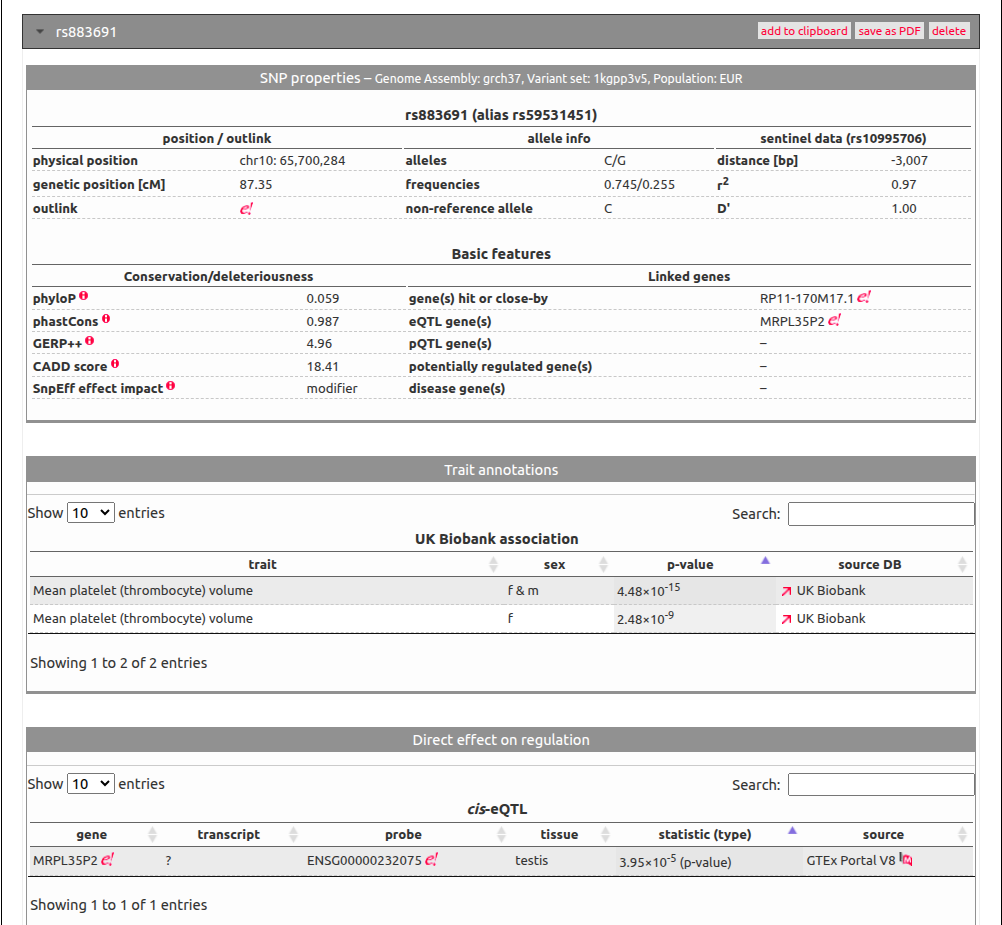 rs883691 add to clipboard save as PDF delete
SNP properties – Genome Assembly: grch37, Variant set: 1kgpp3v5, Population: EUR
rs883691 (alias rs59531451)
position / outlink allele info sentinel data (rs10995706)
physical position chr10: 65,700,284 alleles C/G distance [bp] -3,007
genetic position [cM] 87.35 frequencies 0.745/0.255 r² 0.97
outlink e! non-reference allele C D' 1.00
Basic features
Conservation/deleteriousness Linked genes
phyloP 0.059 gene(s) hit or close-by RP11-170M17.1 e!
phastCons 0.987 eQTL gene(s) MRPL35P2 e!
GERP++ 4.96 pQTL gene(s) –
CADD score 18.41 potentially regulated gene(s) –
SnpEff effect impact modifier disease gene(s) –
Trait annotations
Show 10 entries Search:
UK Biobank association
trait sex p-value source DB
Mean platelet (thrombocyte) volume f & m 4.48×10⁻¹⁵ UK Biobank
Mean platelet (thrombocyte) volume f 2.48×10⁻⁹ UK Biobank
Showing 1 to 2 of 2 entries
Direct effect on regulation
Show 10 entries Search:
cis-eQTL
gene transcript probe tissue statistic (type) source
MRPL35P2 e! ? ENSG00000232075 e! testis 3.95×10⁻⁵ (p-value) GTEx Portal V8
Showing 1 to 1 of 1 entries